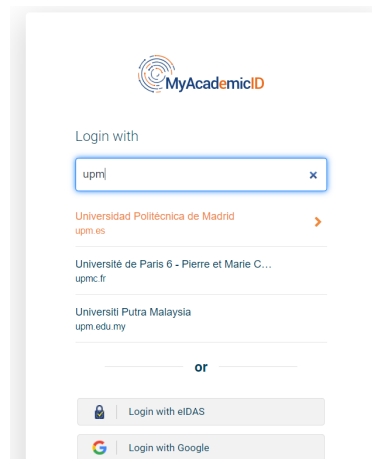 MyAcademicID
Login with
upm
Universidad Politécnica de Madrid
upm.es
Université de Paris 6 - Pierre et Marie C...
upmc.fr
Universiti Putra Malaysia
upm.edu.my
or
Login with eIDAS
Login with Google